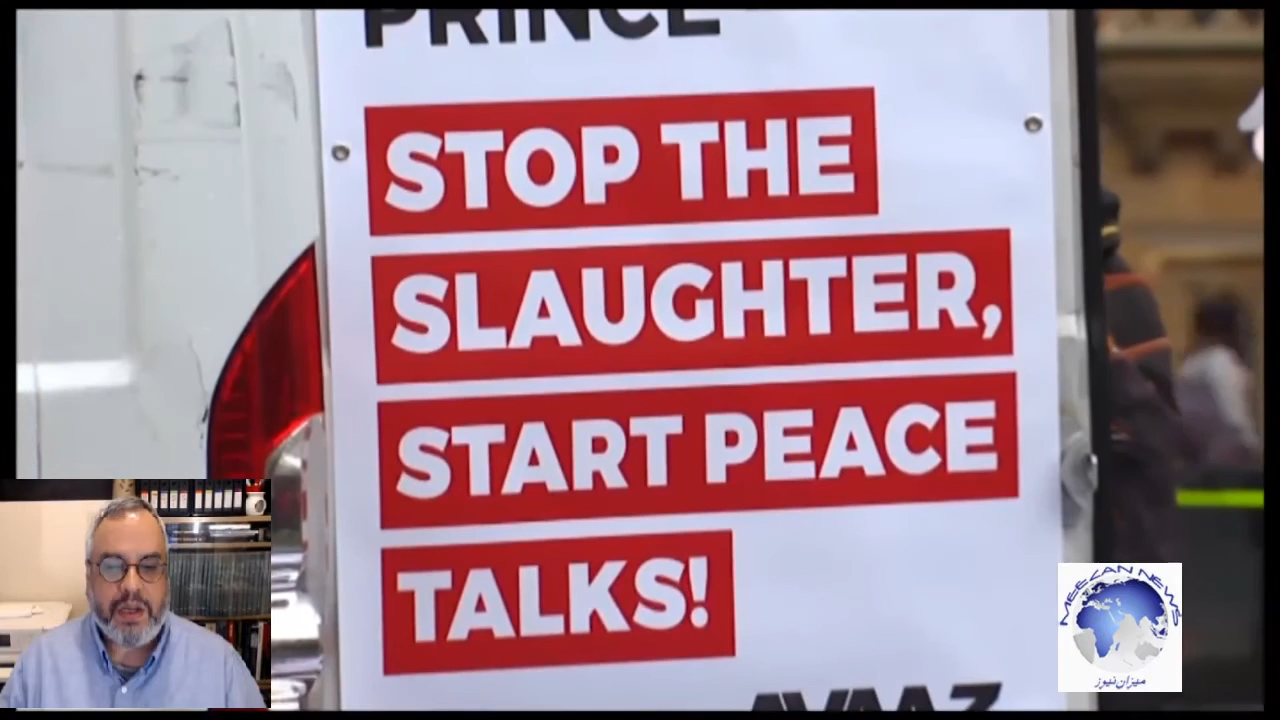 PRINCE
STOP THE
SLAUGHTER,
START PEACE
TALKS!
AVAAZ
MEEZAN NEWS
میزان نیوز